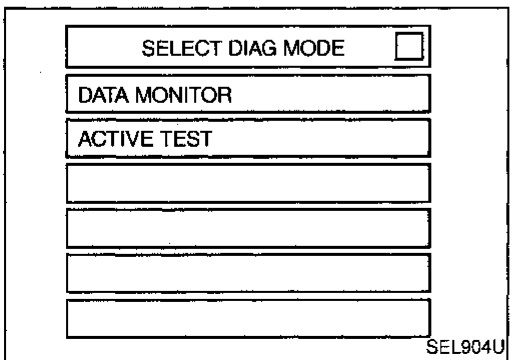 SELECT DIAG MODE
DATA MONITOR
ACTIVE TEST
SEL904U